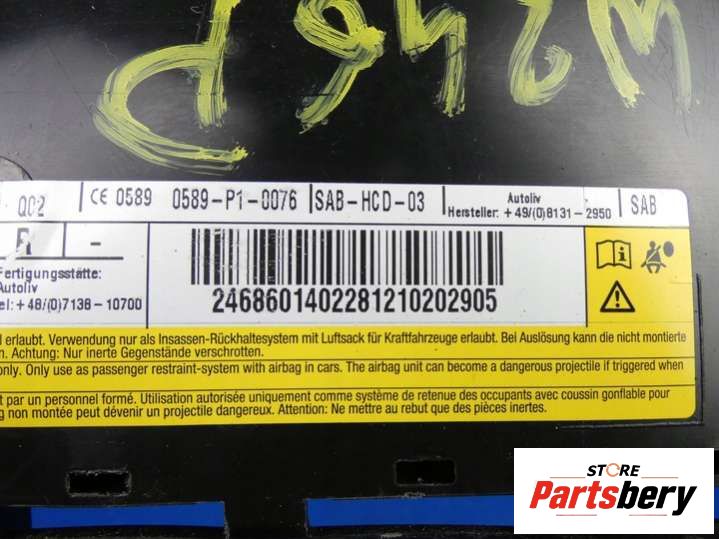 W246P
Q02
CE 0589
0589-P1-0076
SAB-HCD-03
Autoliv
Hersteller: +49/(0)8131-2950
SAB
R
-
Fertigungsstätte:
Autoliv
el: +48/(0)7136-10700
246860140228121020290​5
erlaubt. Verwendung nur als Insassen-Rückhaltesystem mit Luftsack für Kraftfahrzeuge erlaubt. Bei Auslösung kann die nicht montierte
n. Achtung: Nur inerte Gegenstände verschrotten.
only. Only use as passenger restraint-system with airbag in cars. The airbag unit can become a dangerous projectile if triggered when
t par un personnel formé. Utilisation autorisée uniquement comme système de retenue des occupants avec coussin gonflable pour
g non montée peut devenir un projectile dangereux. Attention: Ne mettre au rebut que des pièces inertes.
STORE
Partsbery